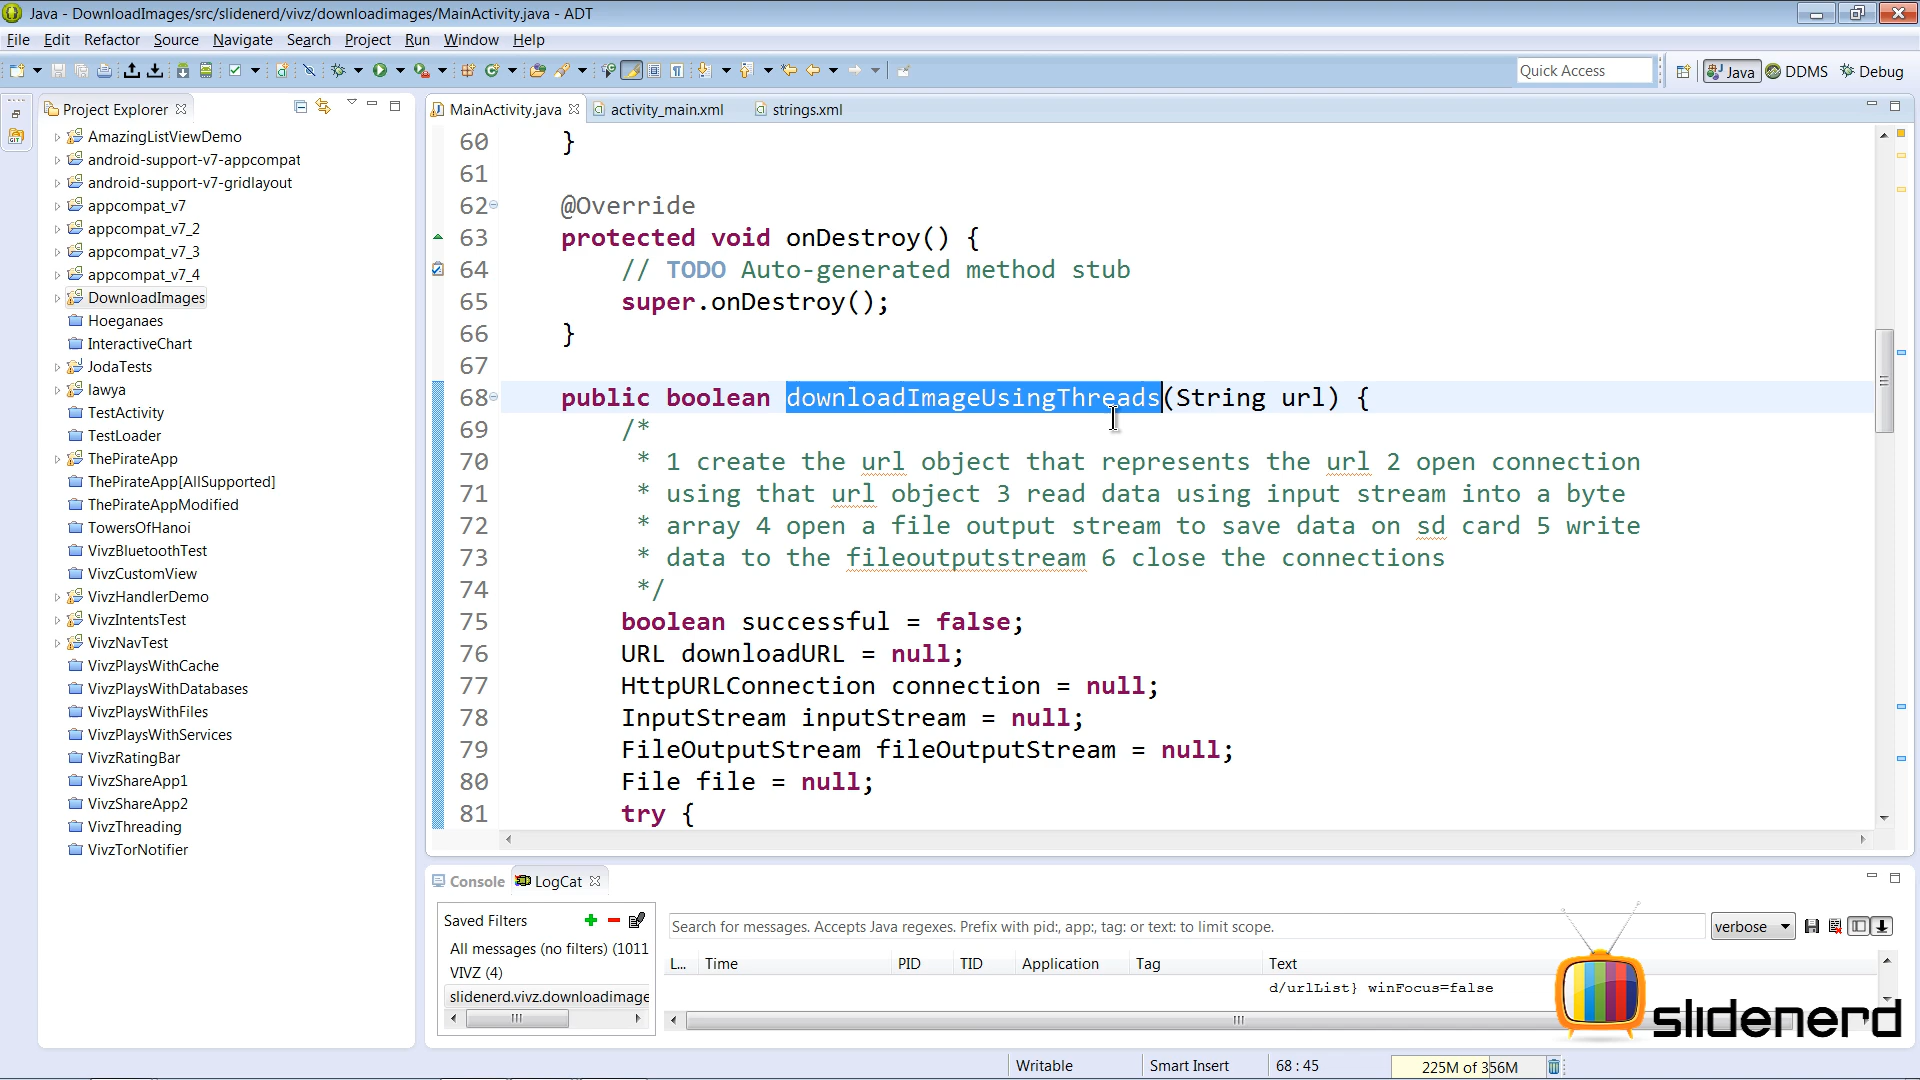 Java - DownloadImages/src/slidenerd/vivz/downloadimages/MainActivity.java - ADT
File Edit Refactor Source Navigate Search Project Run Window Help
Quick Access
Java
DDMS
Debug
Project Explorer
AmazingListViewDemo
android-support-v7-appcompat
android-support-v7-gridlayout
appcompat_v7
appcompat_v7_2
appcompat_v7_3
appcompat_v7_4
DownloadImages
Hoeganaes
InteractiveChart
JodaTests
lawya
TestActivity
TestLoader
ThePirateApp
ThePirateApp[AllSupported]
ThePirateAppModified
TowersOfHanoi
VivzBluetoothTest
VivzCustomView
VivzHandlerDemo
VivzIntentsTest
VivzNavTest
VivzPlaysWithCache
VivzPlaysWithDatabases
VivzPlaysWithFiles
VivzPlaysWithServices
VivzRatingBar
VivzShareApp1
VivzShareApp2
VivzThreading
VivzTorNotifier
MainActivity.java
activity_main.xml
strings.xml
60 }
61
62 @Override
63 protected void onDestroy() {
64 // TODO Auto-generated method stub
65 super.onDestroy();
66 }
67
68 public boolean downloadImageUsingThreads(String url) {
69 /*
70 * 1 create the url object that represents the url 2 open connection
71 * using that url object 3 read data using input stream into a byte
72 * array 4 open a file output stream to save data on sd card 5 write
73 * data to the fileoutputstream 6 close the connections
74 */
75 boolean successful = false;
76 URL downloadURL = null;
77 HttpURLConnection connection = null;
78 InputStream inputStream = null;
79 FileOutputStream fileOutputStream = null;
80 File file = null;
81 try {
Console
LogCat
Saved Filters
All messages (no filters) (1011
VIVZ (4)
slidenerd.vivz.downloadimage
Search for messages. Accepts Java regexes. Prefix with pid:, app:, tag: or text: to limit scope.
verbose
L... Time PID TID Application Tag Text
d/urlList} winFocus=false
slidenerd
Writable
Smart Insert
68 : 45
225M of 356M